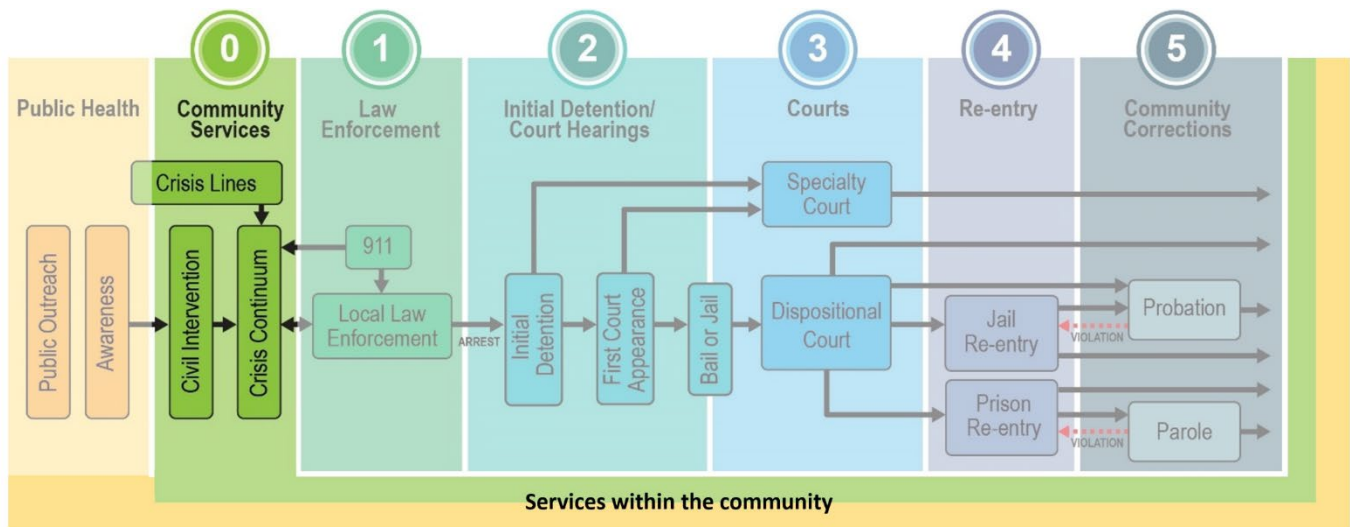 0
1
2
3
4
5
Public Health
Community
Services
Law
Enforcement
Initial Detention/
Court Hearings
Courts
Re-entry
Community
Corrections
Crisis Lines
Public Outreach
Awareness
Civil Intervention
Crisis Continuum
911
Local Law
Enforcement
ARREST
Initial
Detention
First Court
Appearance
Bail or Jail
Specialty
Court
Dispositional
Court
Jail
Re-entry
Prison
Re-entry
Probation
VIOLATION
Parole
VIOLATION
Services within the community